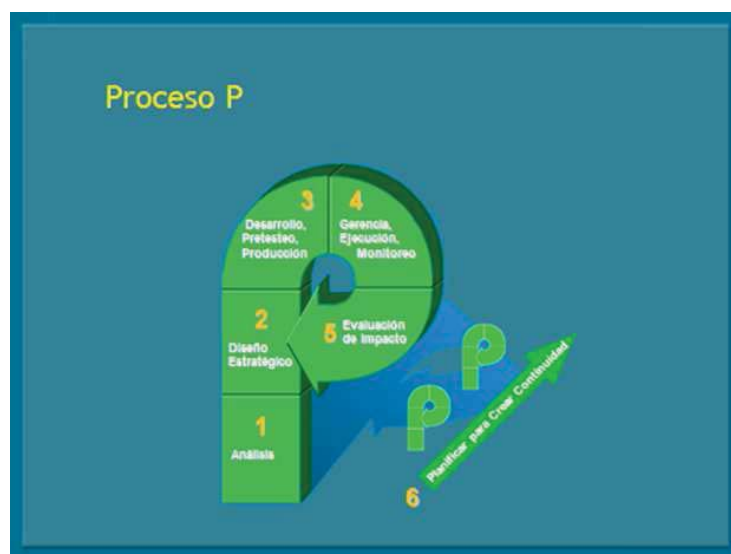 Proceso P
1
Análisis
2
Diseño
Estratégico
3
Desarrollo,
Pretesteo,
Producción
4
Gerencia,
Ejecución,
Monitoreo
5
Evaluación
de Impacto
6
Planificar para Crear Continuidad